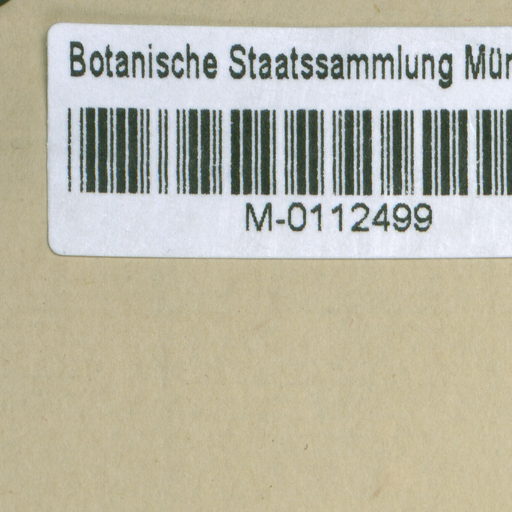 Botanische Staatssammlung Mün
M-0112499